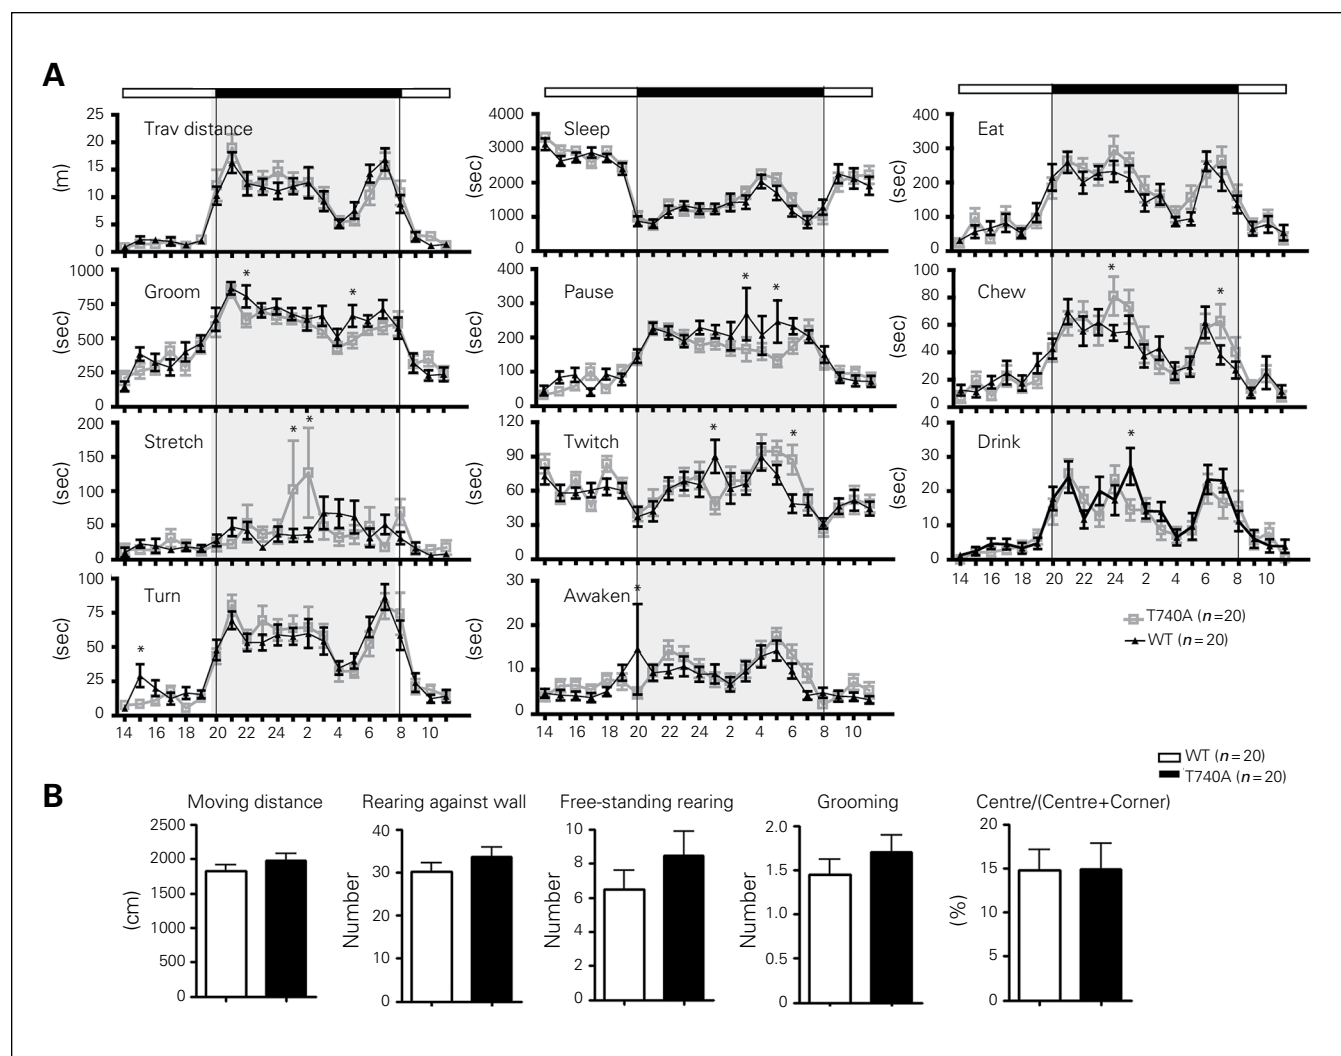 A
Trav distance
(m)
25
20
15
10
5
0
Sleep
(sec)
4000
3000
2000
1000
0
Eat
(sec)
400
300
200
100
0
Groom
(sec)
1000
750
500
250
0
* *
Pause
(sec)
400
300
200
100
0
* *
Chew
(sec)
100
80
60
40
20
0
* *
Stretch
(sec)
200
150
100
50
0
* *
Twitch
(sec)
120
90
60
30
0
* *
Drink
(sec)
40
30
20
10
0
*
14 16 18 20 22 24 2 4 6 8 10
Turn
(sec)
100
75
50
25
0
*
14 16 18 20 22 24 2 4 6 8 10
Awaken
(sec)
30
20
10
0
*
14 16 18 20 22 24 2 4 6 8 10
T740A (n=20)
WT (n=20)
WT (n=20)
T740A (n=20)
B
Moving distance
(cm)
2500
2000
1500
1000
500
0
Rearing against wall
Number
40
30
20
10
0
Free-standing rearing
Number
10
8
6
4
2
0
Grooming
Number
2.0
1.5
1.0
0.5
0
Centre/(Centre+Corner)
(%)
20
15
10
5
0